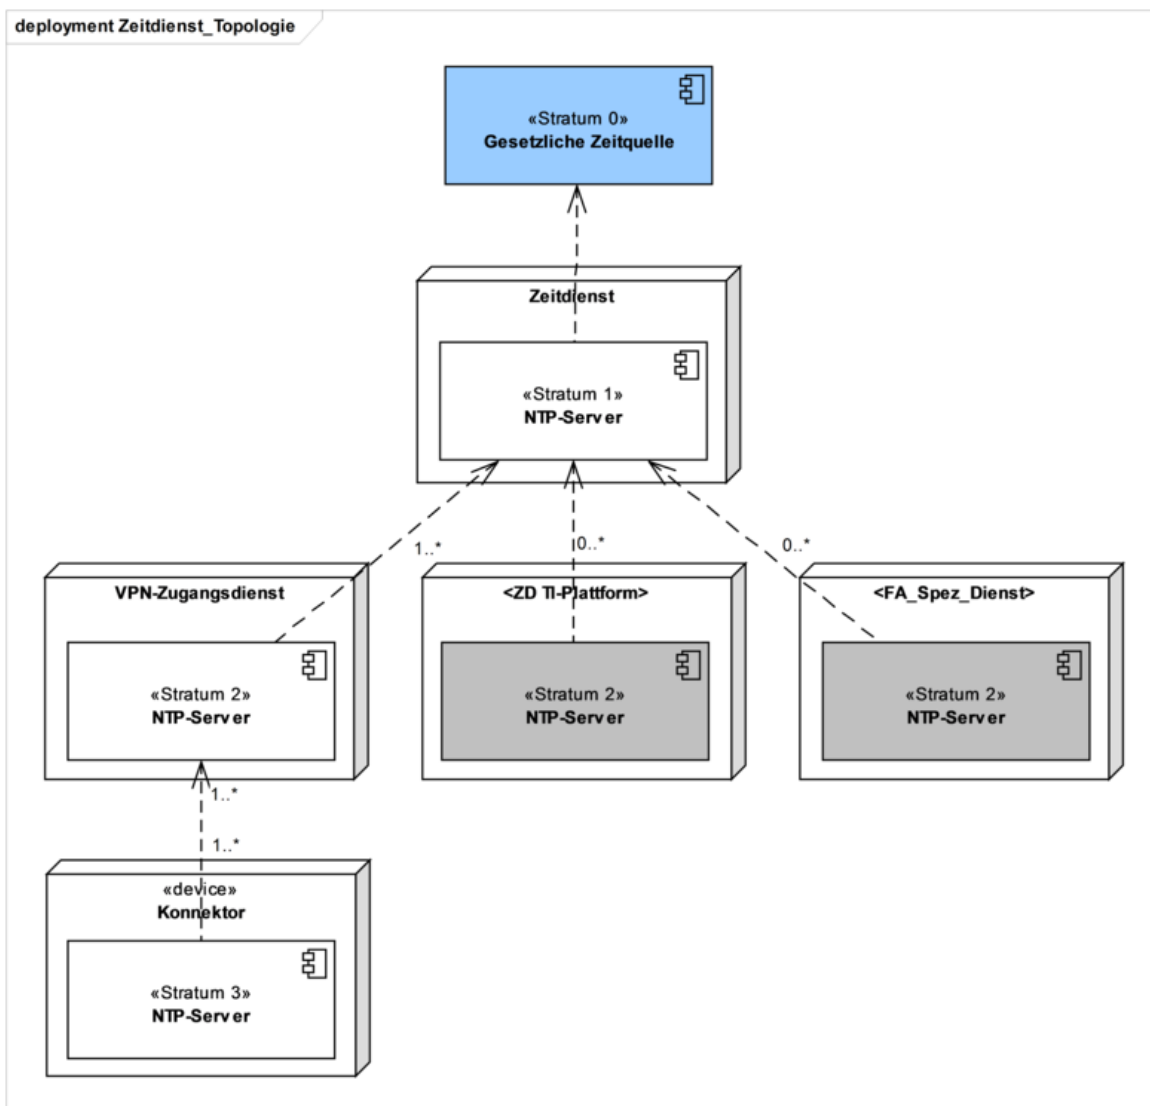 deployment Zeitdienst_Topologie
«Stratum 0»
Gesetzliche Zeitquelle
Zeitdienst
«Stratum 1»
NTP-Server
1..*
0..*
0..*
VPN-Zugangsdienst
«Stratum 2»
NTP-Server
<ZD TI-Plattform>
«Stratum 2»
NTP-Server
<FA_Spez_Dienst>
«Stratum 2»
NTP-Server
1..*
1..*
«device»
Konnektor
«Stratum 3»
NTP-Server